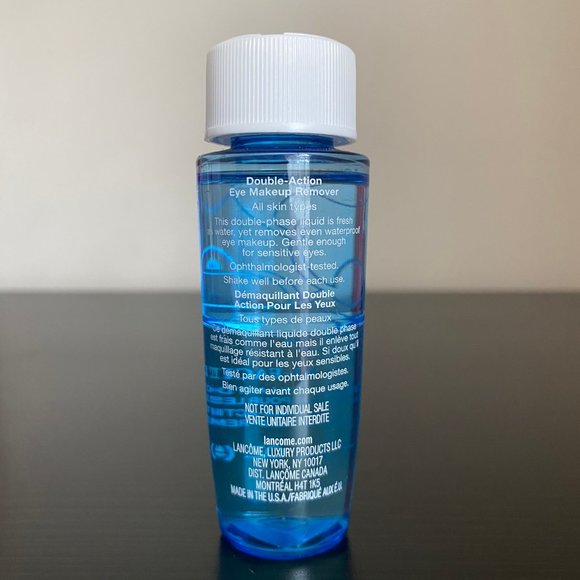 Double-Action
Eye Makeup Remover
All skin types
This double-phase liquid is fresh
as water, yet removes even waterproof
eye makeup. Gentle enough
for sensitive eyes.
Ophthalmologist-tested.
Shake well before each use.
Démaquillant Double
Action Pour Les Yeux
Tous types de peaux
Ce démaquillant liquide double phase
est frais comme l'eau mais il enlève tout
maquillage résistant à l'eau. Si doux qu'il
est idéal pour les yeux sensibles.
Testé par des ophtalmologistes.
Bien agiter avant chaque usage.
NOT FOR INDIVIDUAL SALE
VENTE UNITAIRE INTERDITE
lancome.com
LANCÔME, LUXURY PRODUCTS LLC
NEW YORK, NY 10017
DIST. LANCÔME CANADA
MONTRÉAL H4T 1K5
MADE IN THE U.S.A./FABRIQUÉ AUX É.U.